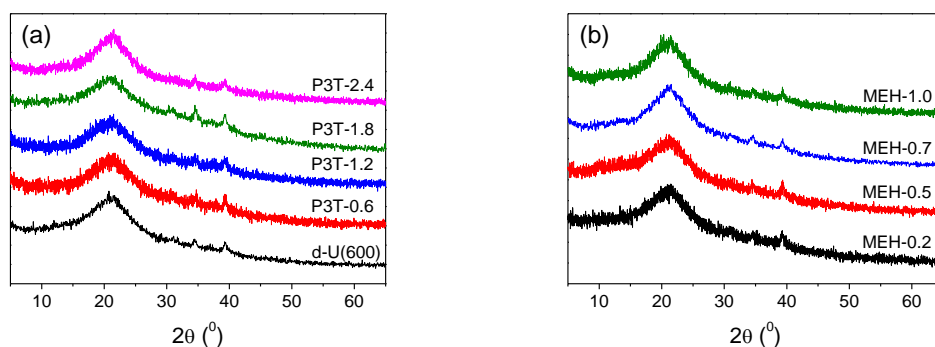 (a)
P3T-2.4
P3T-1.8
P3T-1.2
P3T-0.6
d-U(600)
10 20 30 40 50 60
2θ (⁰)
(b)
MEH-1.0
MEH-0.7
MEH-0.5
MEH-0.2
10 20 30 40 50 60
2θ (⁰)